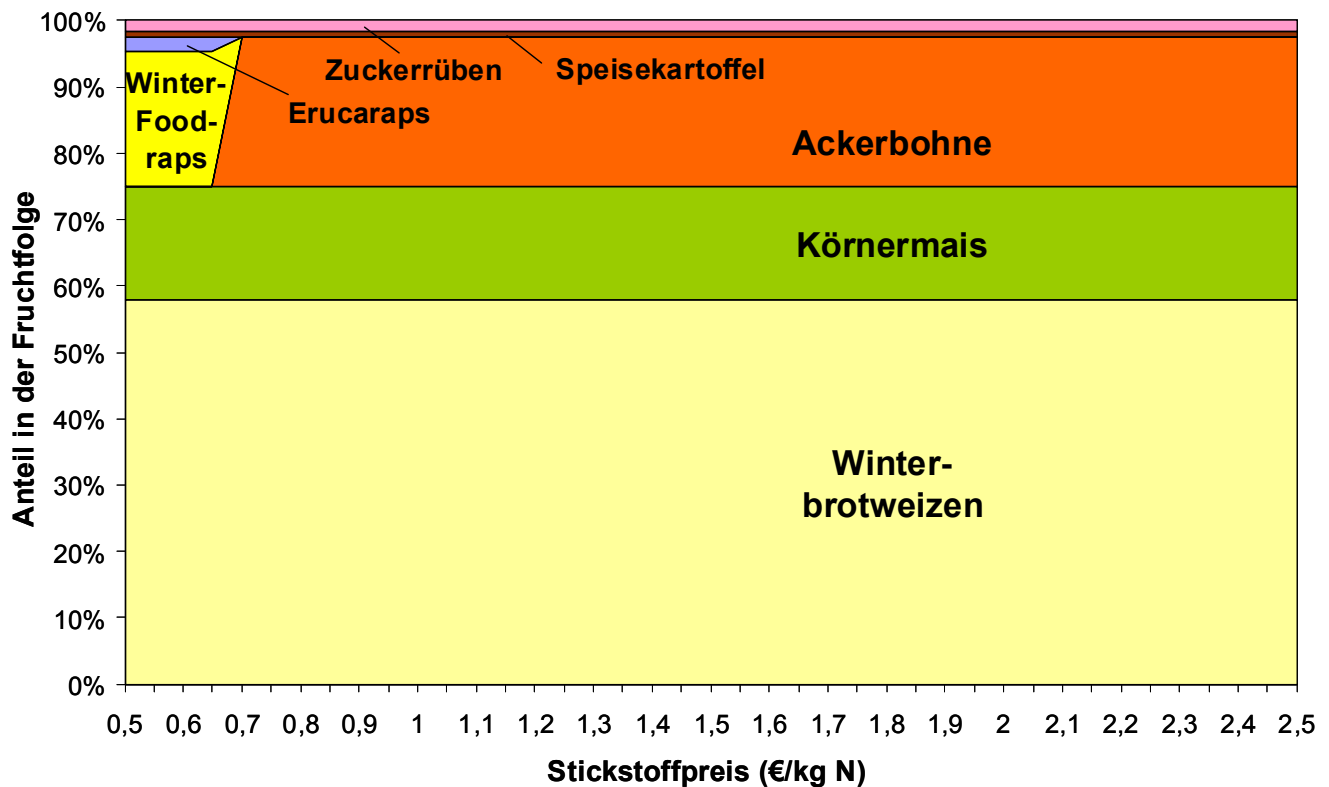 100%
90%
80%
70%
60%
50%
40%
30%
20%
10%
0%
Anteil in der Fruchtfolge
Winter-
Food-
raps
Erucaraps
Zuckerrüben
Speisekartoffel
Ackerbohne
Körnermais
Winter-
brotweizen
0,5 0,6 0,7 0,8 0,9 1 1,1 1,2 1,3 1,4 1,5 1,6 1,7 1,8 1,9 2 2,1 2,2 2,3 2,4 2,5
Stickstoffpreis (€/kg N)